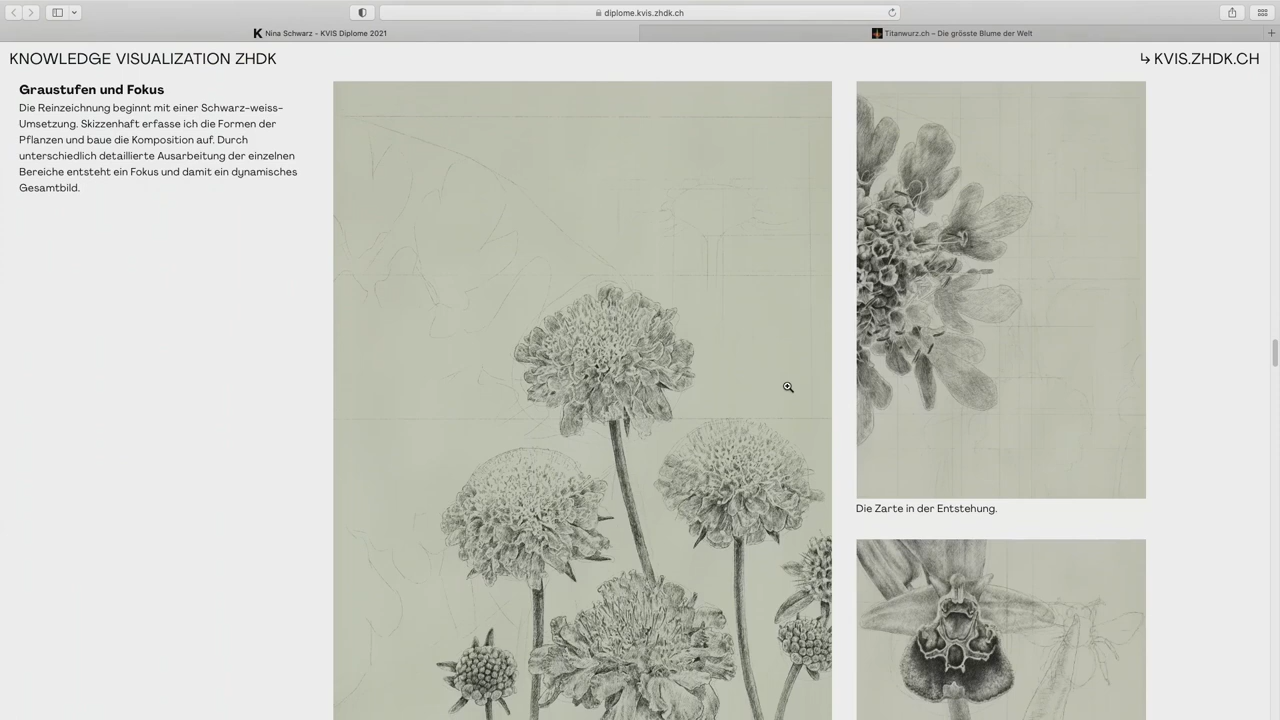 diplome.kvis.zhdk.ch
Nina Schwarz - KVIS Diplome 2021
Titanwurz.ch – Die grösste Blume der Welt
KNOWLEDGE VISUALIZATION ZHDK
↳ KVIS.ZHDK.CH
Graustufen und Fokus
Die Reinzeichnung beginnt mit einer Schwarz-weiss-
Umsetzung. Skizzenhaft erfasse ich die Formen der
Pflanzen und baue die Komposition auf. Durch
unterschiedlich detaillierte Ausarbeitung der einzelnen
Bereiche entsteht ein Fokus und damit ein dynamisches
Gesamtbild.
Die Zarte in der Entstehung.